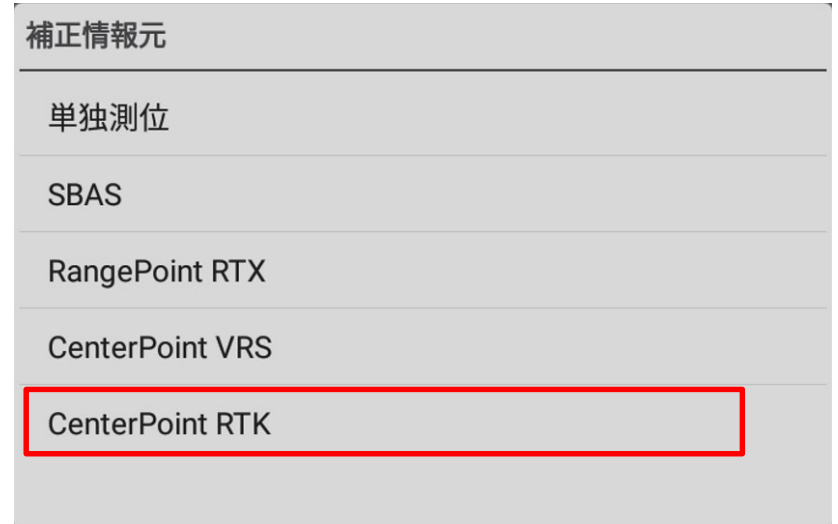 補正情報元
単独測位
SBAS
RangePoint RTX
CenterPoint VRS
CenterPoint RTK